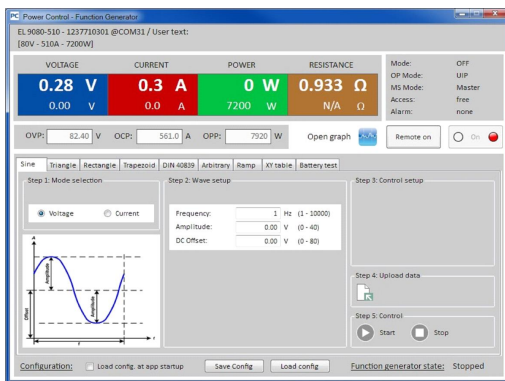 Power Control - Function Generator
EL 9080-510 - 1237710301 @COM31 / User text:
[80V - 510A - 7200W]
VOLTAGE CURRENT POWER RESISTANCE
0.28 V 0.3 A 0 W 0.933 Ω
0.00 V 0.0 A 7200 W N/A Ω
Mode: OFF
OP Mode: UIP
MS Mode: Master
Access: free
Alarm: none
OVP: 82.40 V OCP: 561.0 A OPP: 7920 W Open graph Remote on On
Sine Triangle Rectangle Trapezoid DIN 40839 Arbitrary Ramp XY table Battery test
Step 1: Mode selection
Voltage Current
Amplitude
Amplitude
Offset
Step 2: Wave setup
Frequency: 1 Hz (1 - 10000)
Amplitude: 0.00 V (0 - 40)
DC Offset: 0.00 V (0 - 80)
Step 3: Control setup
Step 4: Upload data
Step 5: Control
Start Stop
Configuration: Load config. at app startup Save Config Load config Function generator state: Stopped